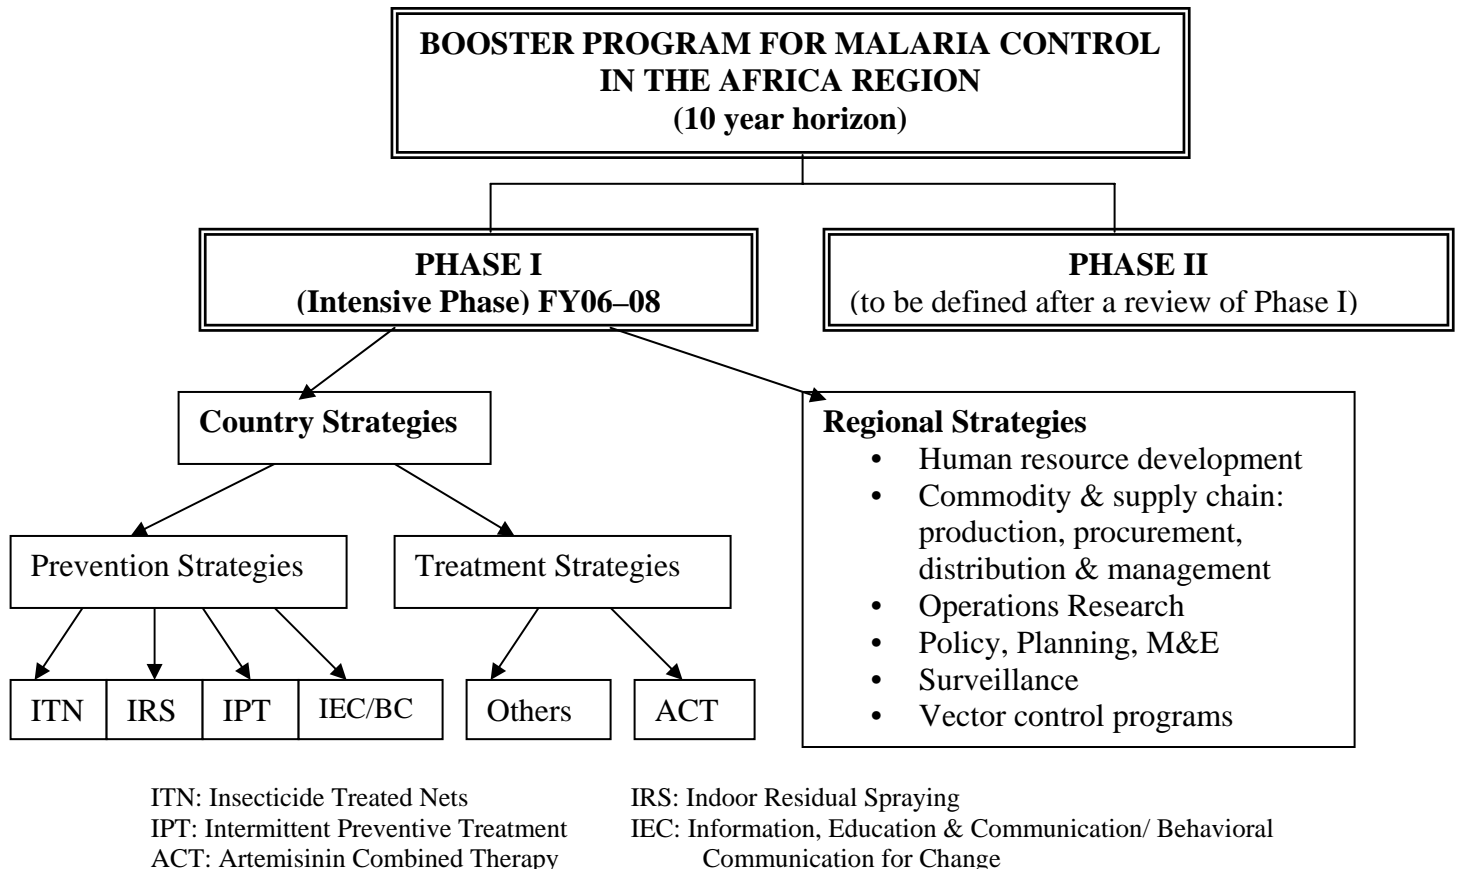 BOOSTER PROGRAM FOR MALARIA CONTROL
IN THE AFRICA REGION
(10 year horizon)
PHASE I
(Intensive Phase) FY06–08
PHASE II
(to be defined after a review of Phase I)
Country Strategies
Regional Strategies
• Human resource development
• Commodity & supply chain:
production, procurement,
distribution & management
• Operations Research
• Policy, Planning, M&E
• Surveillance
• Vector control programs
Prevention Strategies
Treatment Strategies
ITN
IRS
IPT
IEC/BC
Others
ACT
ITN: Insecticide Treated Nets
IRS: Indoor Residual Spraying
IPT: Intermittent Preventive Treatment
IEC: Information, Education & Communication/ Behavioral
ACT: Artemisinin Combined Therapy
Communication for Change